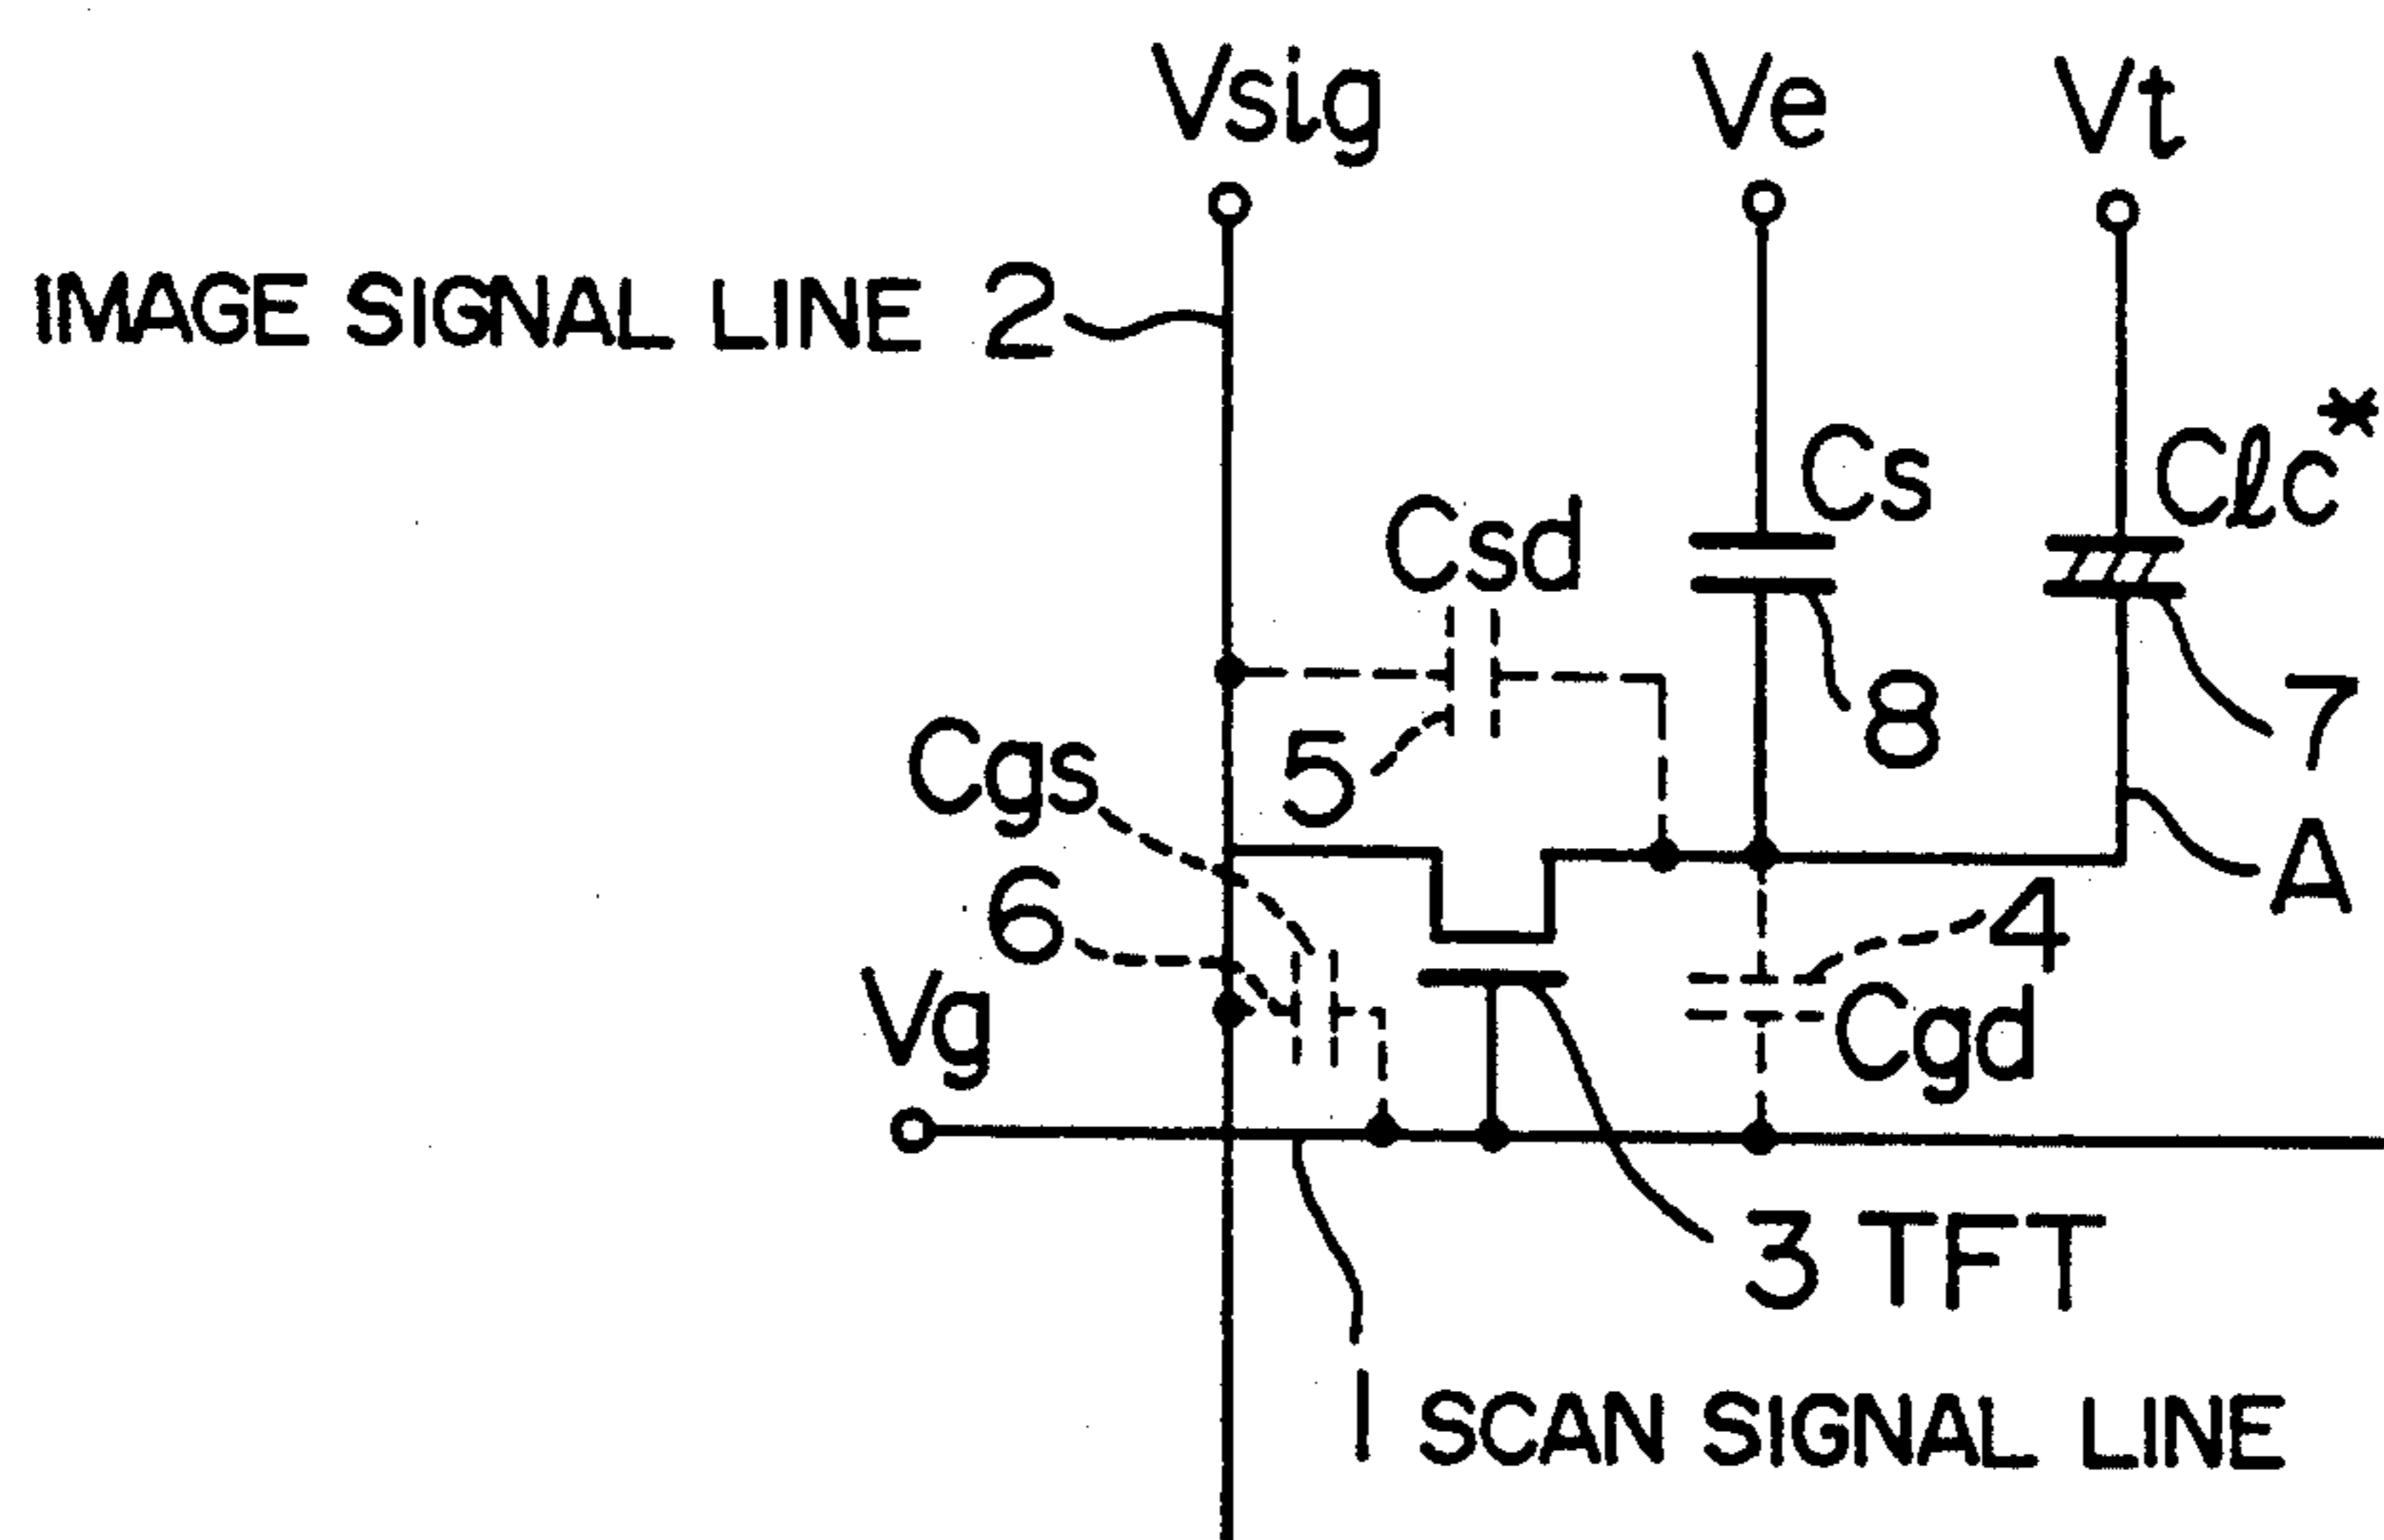 Vsig
Ve
Vt
IMAGE SIGNAL LINE 2
Cs
Clc*
Csd
8
7
Cgs
5
6
A
4
Vg
Cgd
3 TFT
1 SCAN SIGNAL LINE